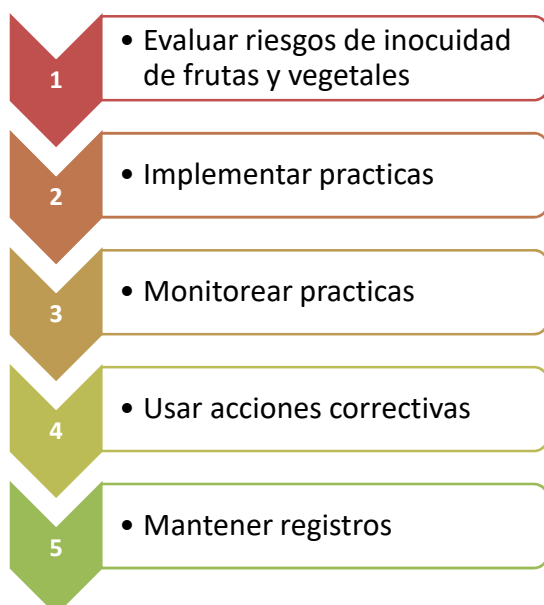 1
• Evaluar riesgos de inocuidad
de frutas y vegetales
2
• Implementar practicas
3
• Monitorear practicas
4
• Usar acciones correctivas
5
• Mantener registros